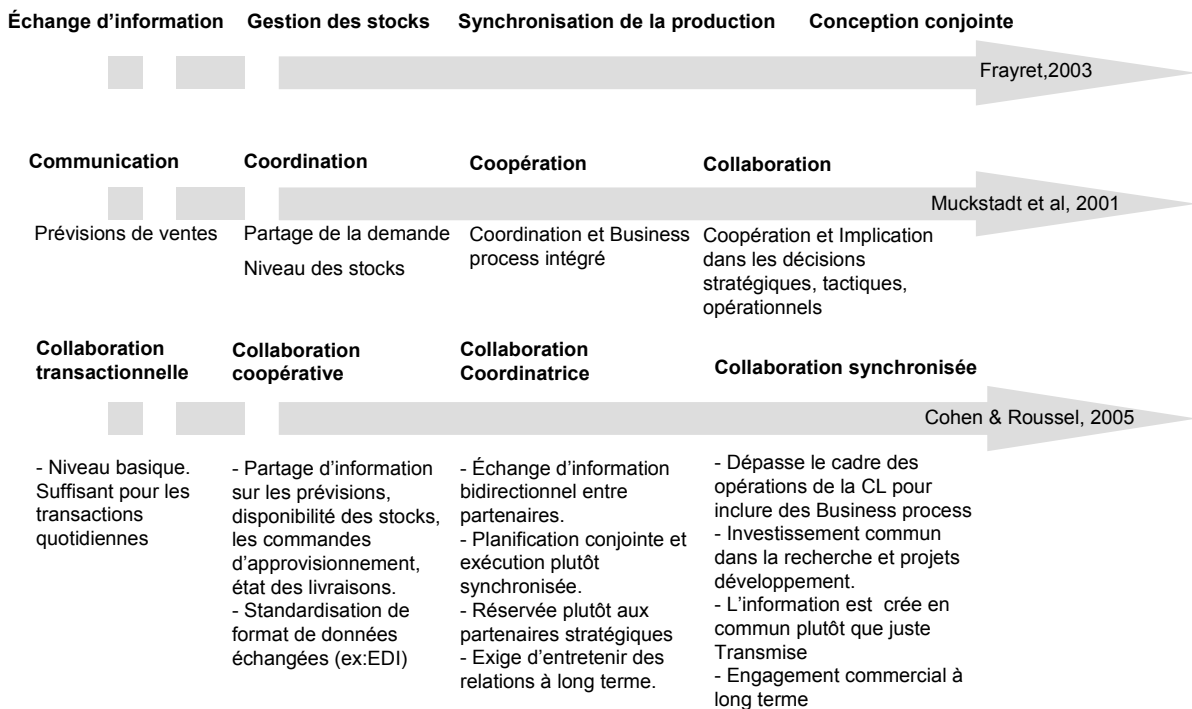 Échange d'information
Gestion des stocks
Synchronisation de la production
Conception conjointe
Frayret,2003
Communication
Coordination
Coopération
Collaboration
Muckstadt et al, 2001
Prévisions de ventes
Partage de la demande
Niveau des stocks
Coordination et Business
process intégré
Coopération et Implication
dans les décisions
stratégiques, tactiques,
opérationnels
Collaboration
transactionnelle
Collaboration
coopérative
Collaboration
Coordinatrice
Collaboration synchronisée
Cohen & Roussel, 2005
- Niveau basique.
Suffisant pour les
transactions
quotidiennes
- Partage d'information
sur les prévisions,
disponibilité des stocks,
les commandes
d'approvisionnement,
état des livraisons.
- Standardisation de
format de données
échangées (ex:EDI)
- Échange d'information
bidirectionnel entre
partenaires.
- Planification conjointe et
exécution plutôt
synchronisée.
- Réservée plutôt aux
partenaires stratégiques
- Exige d'entretenir des
relations à long terme.
- Dépasse le cadre des
opérations de la CL pour
inclure des Business process
- Investissement commun
dans la recherche et projets
développement.
- L'information est crée en
commun plutôt que juste
Transmise
- Engagement commercial à
long terme